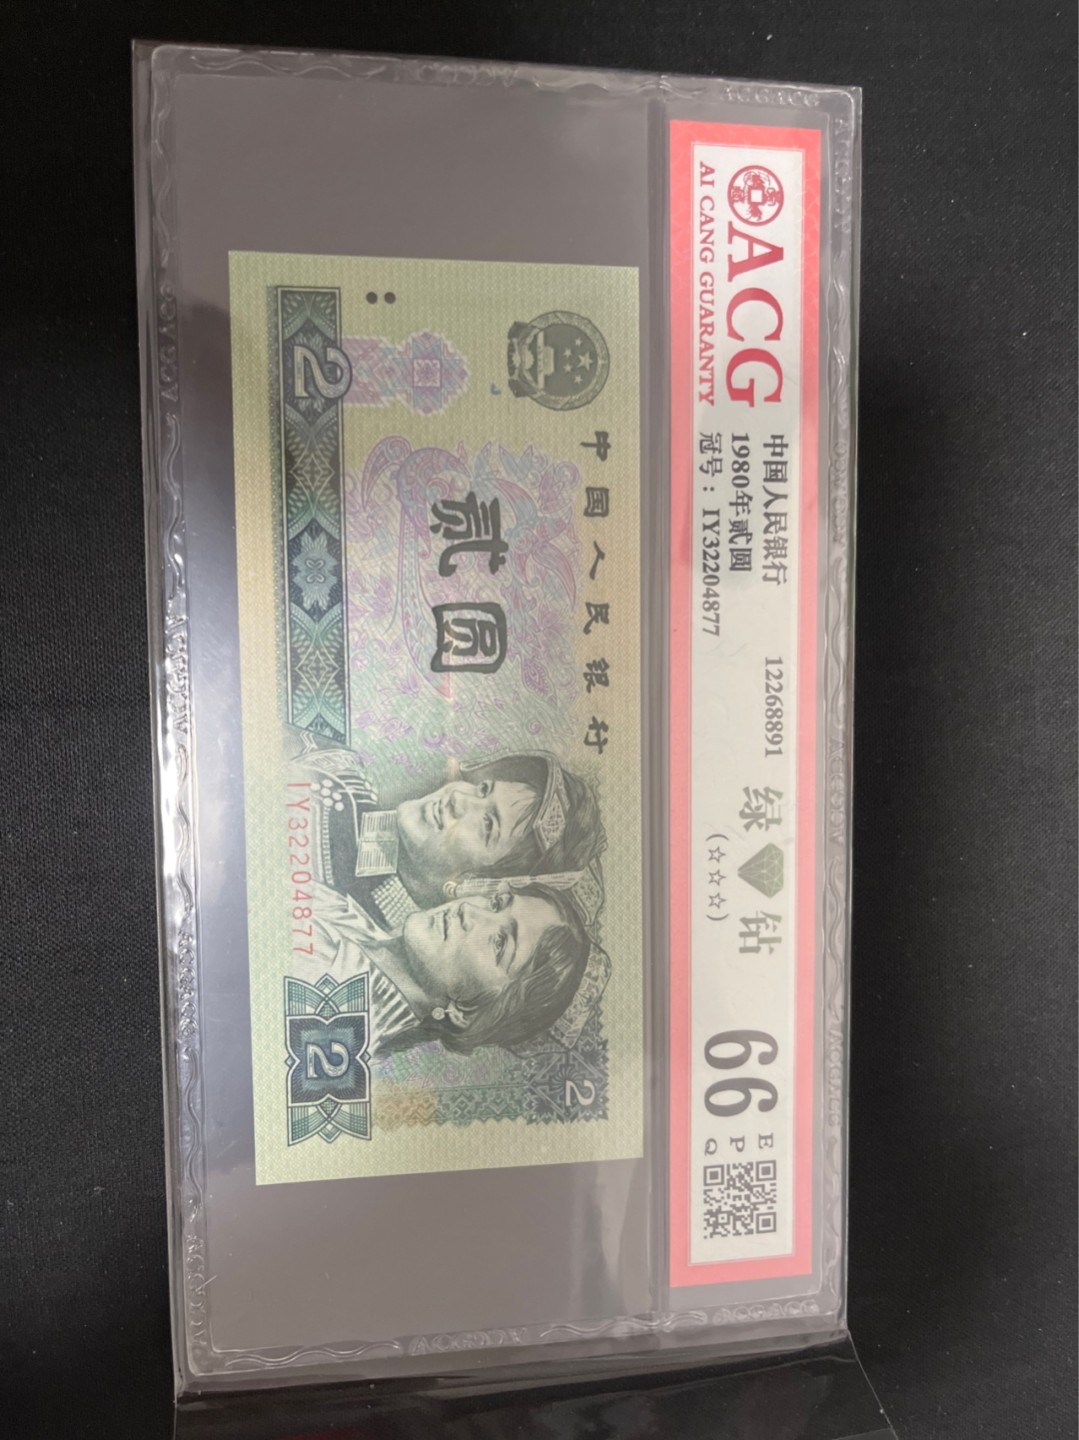 ACG
AI CANG GUARANTY
中国人民银行
1980年贰圆
冠号：IY32204877
12268891
绿钻
(☆☆☆)
66
E
P
Q
中国人民银行
贰圆
2
2
IY32204877
2